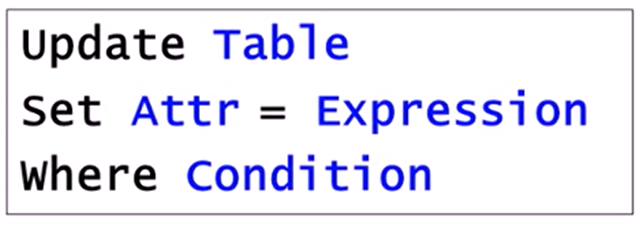 Update Table
Set Attr = Expression
Where Condition